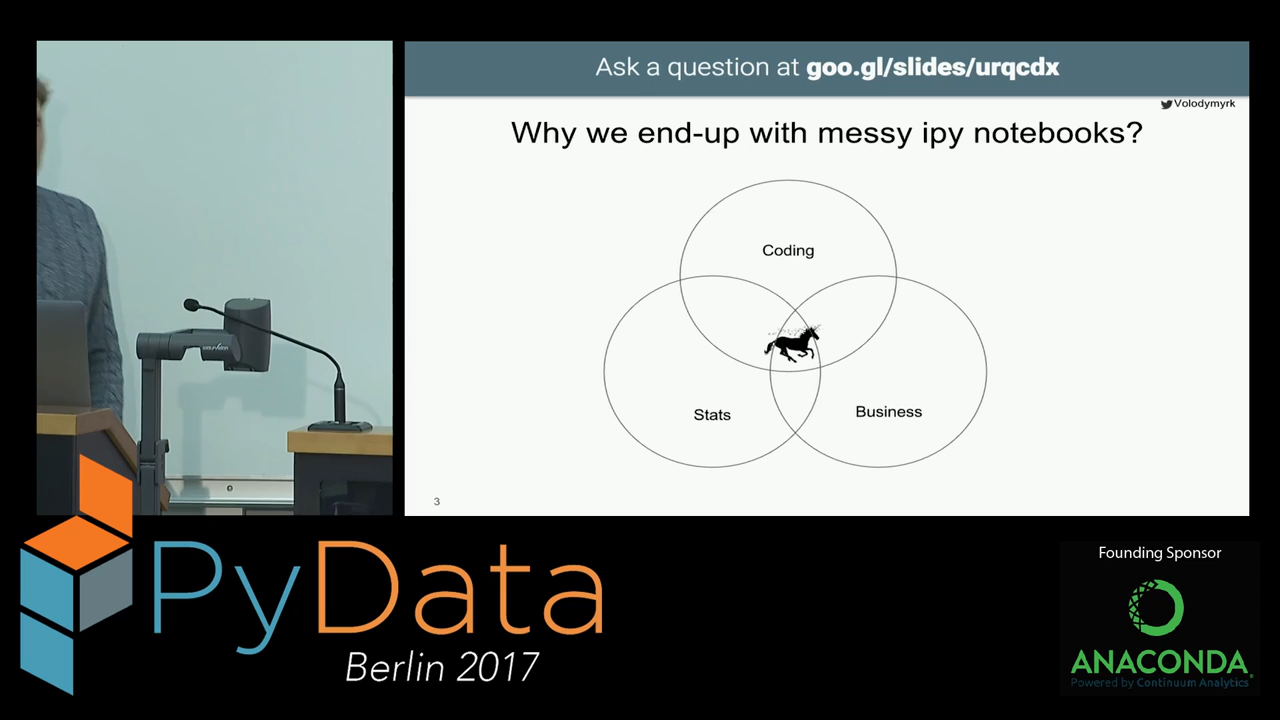 Ask a question at goo.gl/slides/urqcdx
Volodymyrk
Why we end-up with messy ipy notebooks?
Coding
Stats
Business
3
PyData
Berlin 2017
Founding Sponsor
ANACONDA
Powered by Continuum Analytics